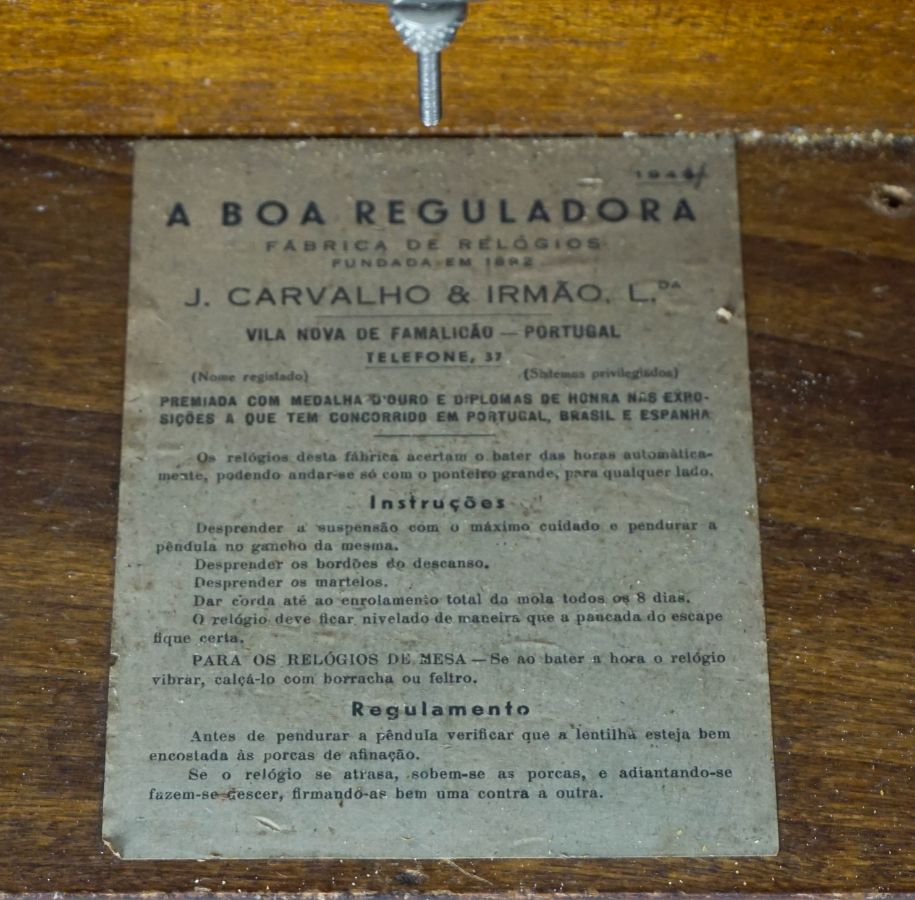 A BOA REGULADORA
FÁBRICA DE RELÓGIOS
FUNDADA EM 1892
J. CARVALHO & IRMÃO, L.DA
VILA NOVA DE FAMALICÃO — PORTUGAL
TELEFONE, 37
(Nome registado) (Sistemas privilegiados)
PREMIADA COM MEDALHA D'OURO E DIPLOMAS DE HONRA NAS EXPO-
SIÇÕES A QUE TEM CONCORRIDO EM PORTUGAL, BRASIL E ESPANHA
Os relógios desta fábrica acertam o bater das horas automàtica-
mente, podendo andar-se só com o ponteiro grande, para qualquer lado.
Instruções
Desprender a suspensão com o máximo cuidado e pendurar a
pêndula no gancho da mesma.
Desprender os bordões do descanso.
Desprender os martelos.
Dar corda até ao enrolamento total da mola todos os 8 dias.
O relógio deve ficar nivelado de maneira que a pancada do escape
fique certa.
PARA OS RELÓGIOS DE MESA — Se ao bater a hora o relógio
vibrar, calçá-lo com borracha ou feltro.
Regulamento
Antes de pendurar a pêndula verificar que a lentilha esteja bem
encostada às porcas de afinação.
Se o relógio se atrasa, sobem-se as porcas, e adiantando-se
fazem-se descer, firmando-as bem uma contra a outra.